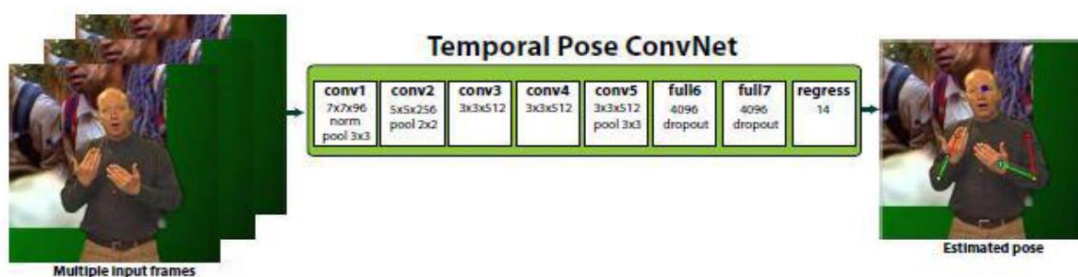 Temporal Pose ConvNet
conv1
7x7x96
norm
pool 3x3
conv2
5x5x256
pool 2x2
conv3
3x3x512
conv4
3x3x512
conv5
3x3x512
pool 3x3
full6
4096
dropout
full7
4096
dropout
regress
14
Multiple input frames
Estimated pose